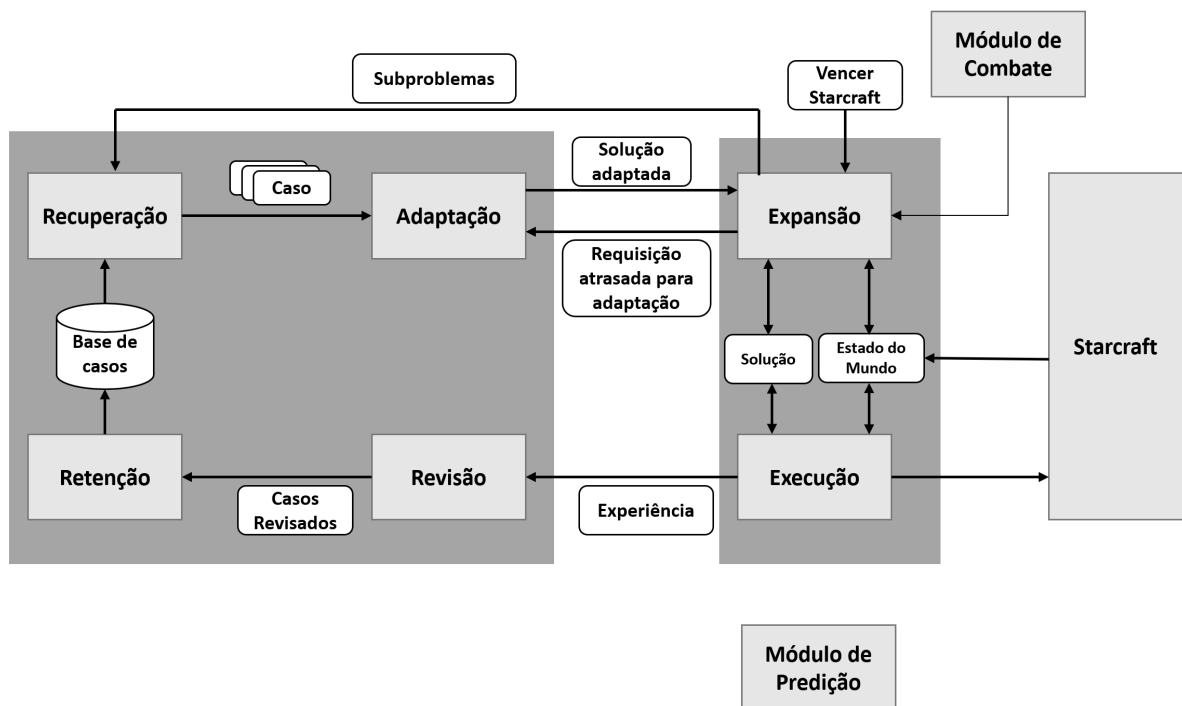 Módulo de
Combate
Subproblemas
Vencer
Starcraft
Solução
adaptada
Caso
Recuperação
Adaptação
Expansão
Requisição
atrasada para
adaptação
Base de
casos
Solução
Estado do
Mundo
Starcraft
Retenção
Revisão
Execução
Casos
Revisados
Experiência
Módulo de
Predição